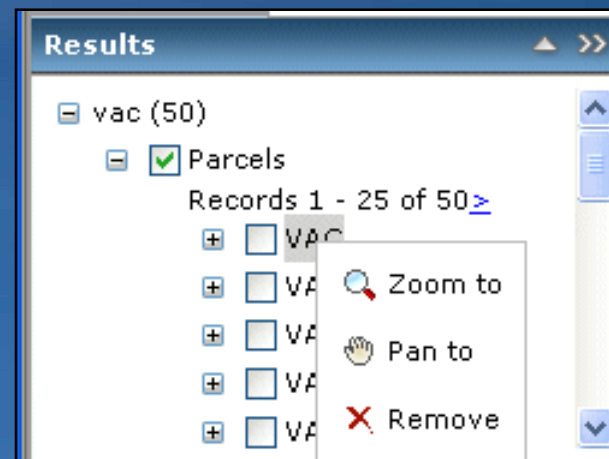 Results
vac (50)
Parcels
Records 1 - 25 of 50>
VAC
Zoom to
Pan to
Remove